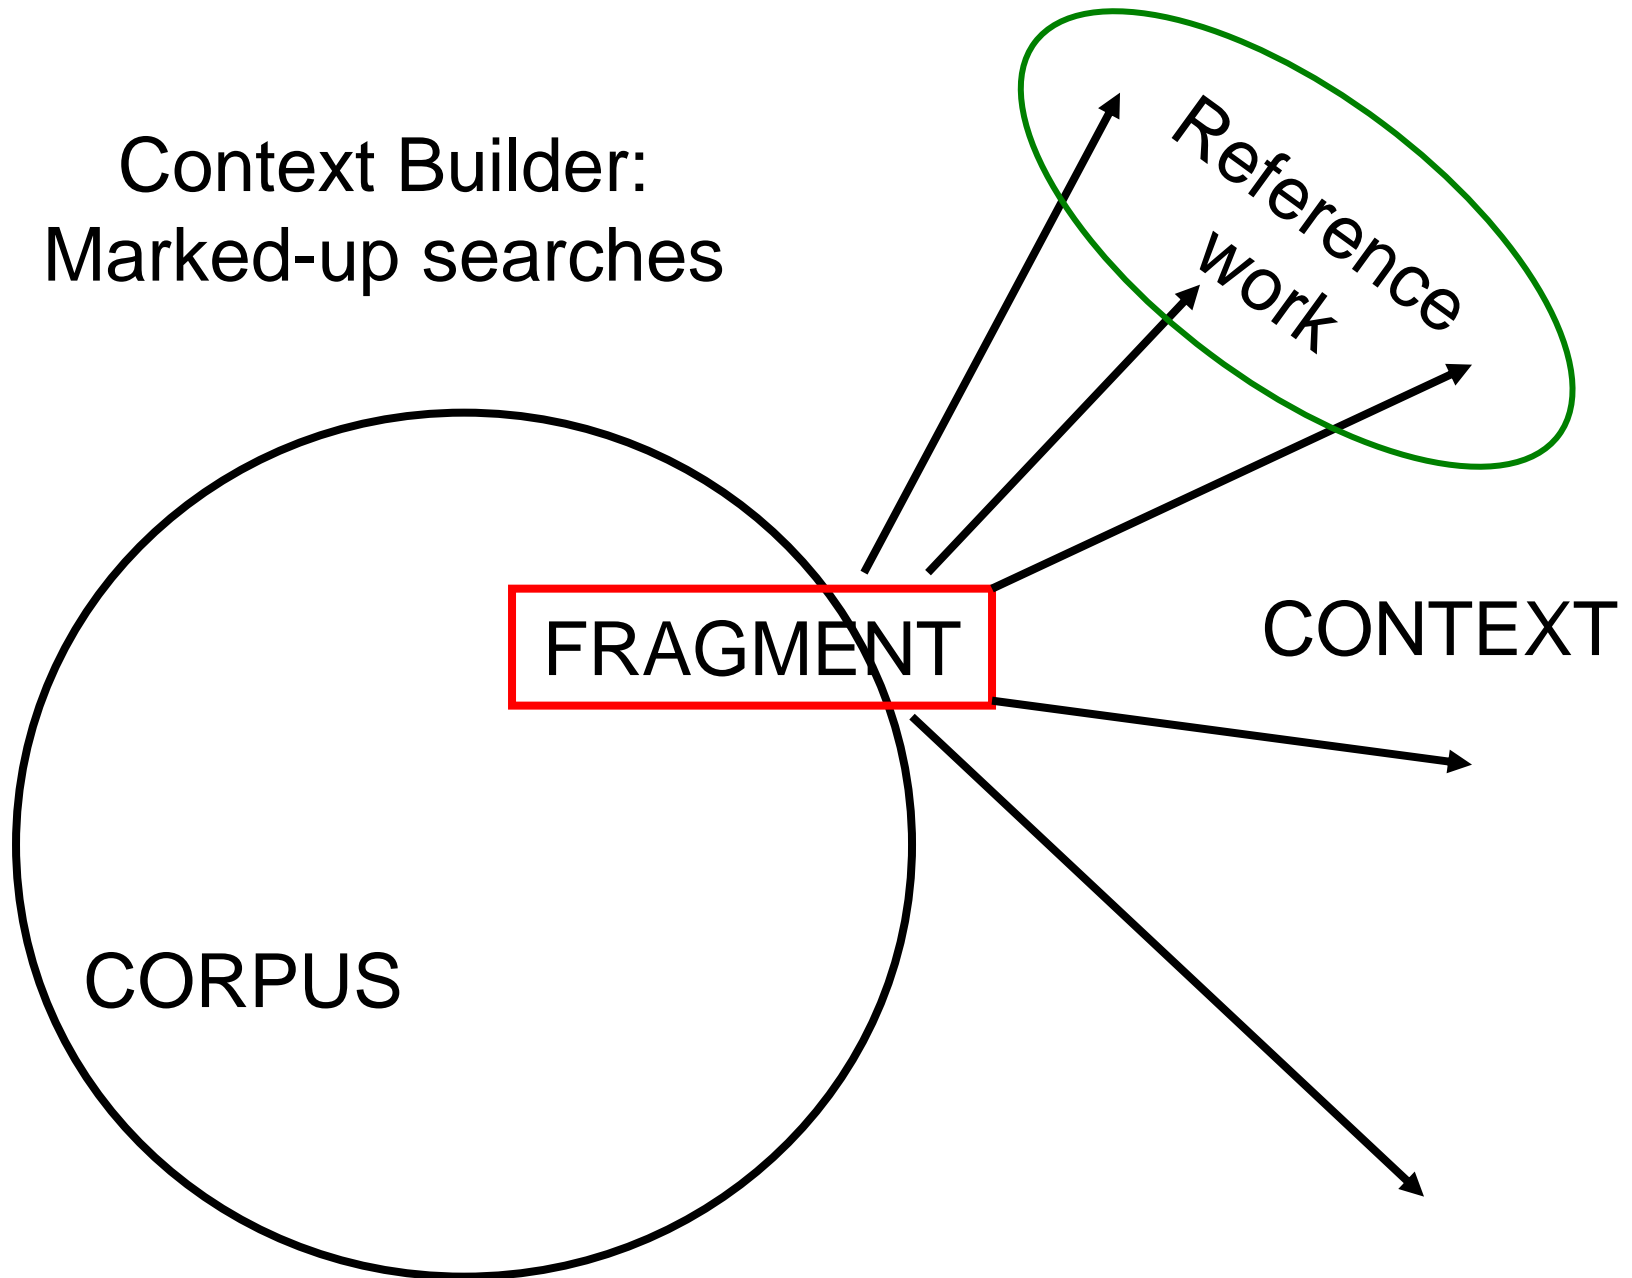 Context Builder:
Marked-up searches
Reference
work
FRAGMENT
CONTEXT
CORPUS